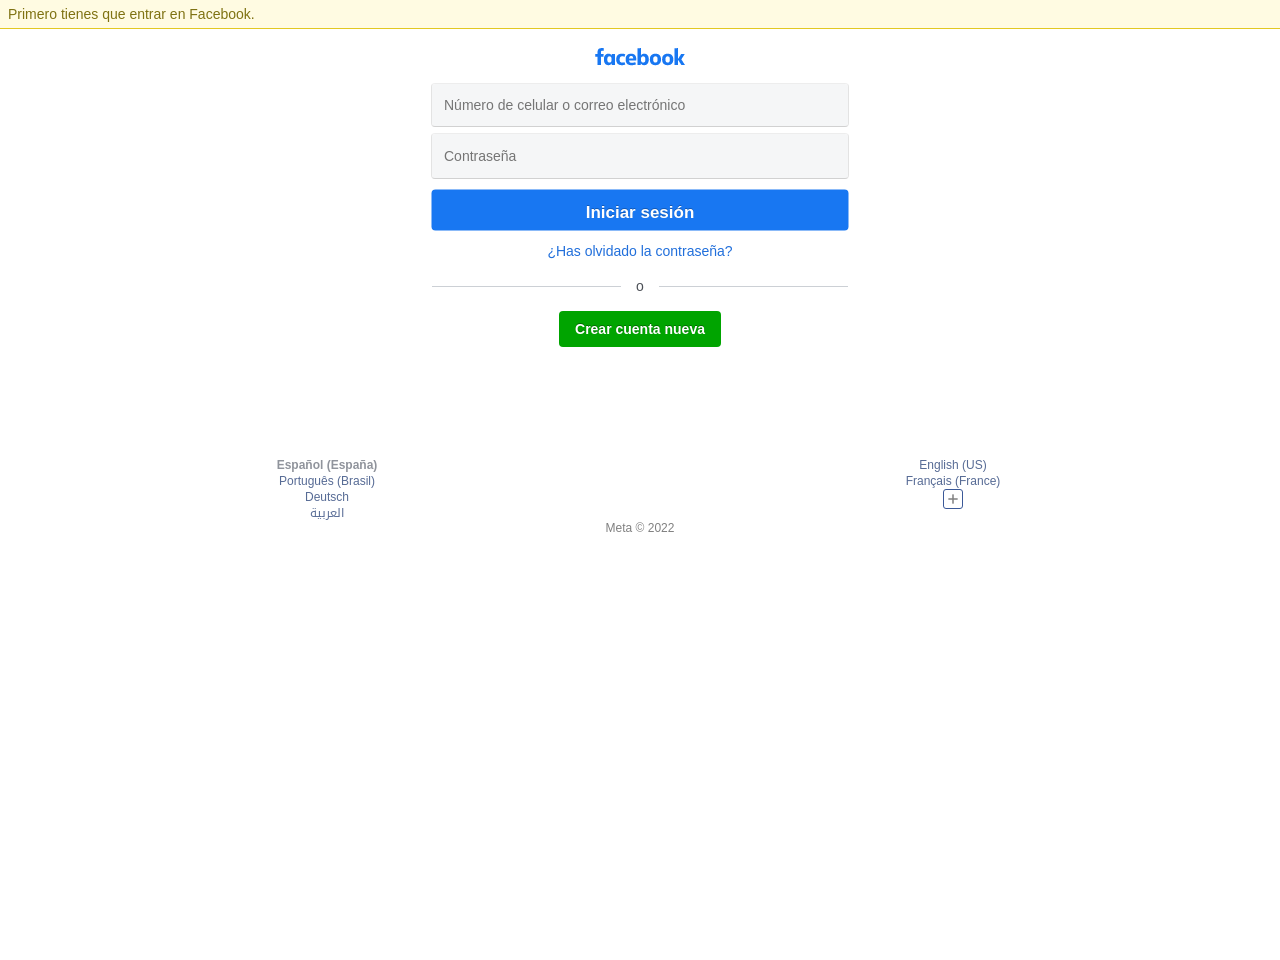 Primero tienes que entrar en Facebook.
facebook
Número de celular o correo electrónico
Contraseña
Iniciar sesión
¿Has olvidado la contraseña?
o
Crear cuenta nueva
Español (España)
Português (Brasil)
Deutsch
العربية
English (US)
Français (France)
Meta © 2022